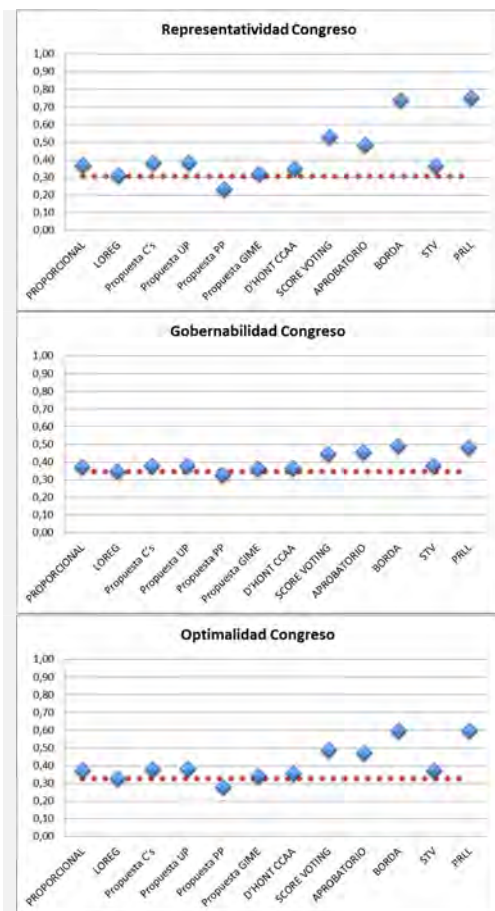 Representatividad Congreso
1,00
0,90
0,80
0,70
0,60
0,50
0,40
0,30
0,20
0,10
0,00
PROPORCIONAL
LOREG
Propuesta C's
Propuesta UP
Propuesta PP
Propuesta GIME
D'HONT CCAA
SCORE VOTING
APROBATORIO
BORDA
STV
PRLL
Gobernabilidad Congreso
1,00
0,90
0,80
0,70
0,60
0,50
0,40
0,30
0,20
0,10
0,00
PROPORCIONAL
LOREG
Propuesta C's
Propuesta UP
Propuesta PP
Propuesta GIME
D'HONT CCAA
SCORE VOTING
APROBATORIO
BORDA
STV
PRLL
Optimalidad Congreso
1,00
0,90
0,80
0,70
0,60
0,50
0,40
0,30
0,20
0,10
0,00
PROPORCIONAL
LOREG
Propuesta C's
Propuesta UP
Propuesta PP
Propuesta GIME
D'HONT CCAA
SCORE VOTING
APROBATORIO
BORDA
STV
PRLL